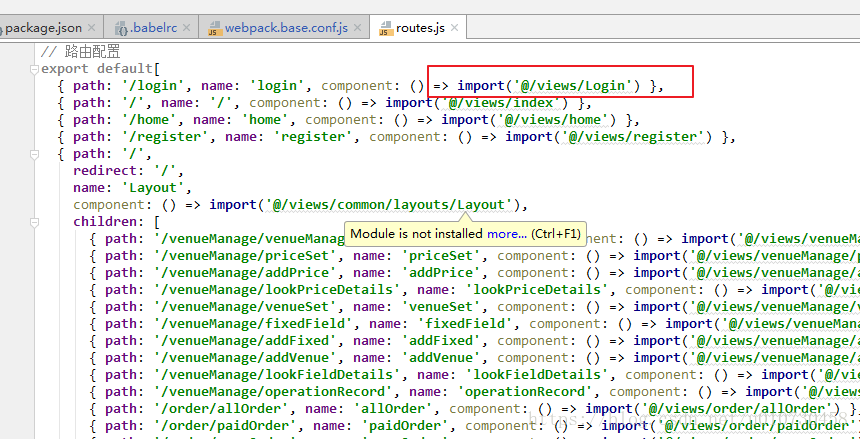 package.json
.babelrc
webpack.base.conf.js
routes.js
// 路由配置
export default[
{ path: '/login', name: 'login', component: () => import('@/views/Login') },
{ path: '/', name: '/', component: () => import('@/views/index') },
{ path: '/home', name: 'home', component: () => import('@/views/home') },
{ path: '/register', name: 'register', component: () => import('@/views/register') },
{ path: '/',
redirect: '/',
name: 'Layout',
component: () => import('@/views/common/layouts/Layout'),
Module is not installed more... (Ctrl+F1)
children: [
{ path: '/venueManage/venueManag component: () => import('@/views/venueMa
{ path: '/venueManage/priceSet', name: 'priceSet', component: () => import('@/views/venueManage/p
{ path: '/venueManage/addPrice', name: 'addPrice', component: () => import('@/views/venueManage/a
{ path: '/venueManage/lookPriceDetails', name: 'lookPriceDetails', component: () => import('@/vie
{ path: '/venueManage/venueSet', name: 'venueSet', component: () => import('@/views/venueManage/v
{ path: '/venueManage/fixedField', name: 'fixedField', component: () => import('@/views/venueMana
{ path: '/venueManage/addFixed', name: 'addFixed', component: () => import('@/views/venueManage/a
{ path: '/venueManage/addVenue', name: 'addVenue', component: () => import('@/views/venueManage/a
{ path: '/venueManage/lookFieldDetails', name: 'lookFieldDetails', component: () => import('@/vie
{ path: '/venueManage/operationRecord', name: 'operationRecord', component: () => import('@/views
{ path: '/order/allOrder', name: 'allOrder', component: () => import('@/views/order/allOrder') }
{ path: '/order/paidOrder', name: 'paidOrder', component: () => import('@/views/order/paidOrder'